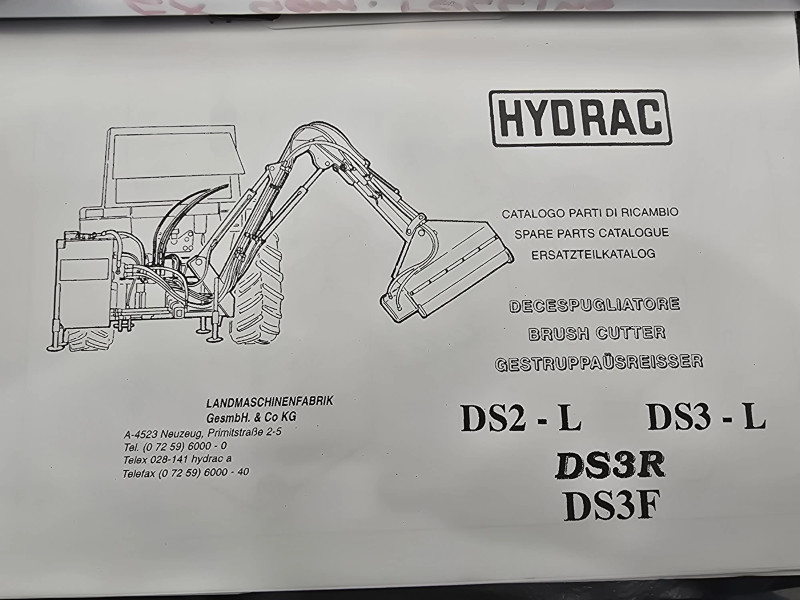 HYDRAC
CATALOGO PARTI DI RICAMBIO
SPARE PARTS CATALOGUE
ERSATZTEILKATALOG
DECESPUGLIATORE
BRUSH CUTTER
GESTRUPPAÜSREISSER
DS2 - L DS3 - L
DS3R
DS3F
LANDMASCHINENFABRIK
GesmbH. & Co KG
A-4523 Neuzeug, Primitstraße 2-5
Tel. (0 72 59) 6000 - 0
Telex 028-141 hydrac a
Telefax (0 72 59) 6000 - 40